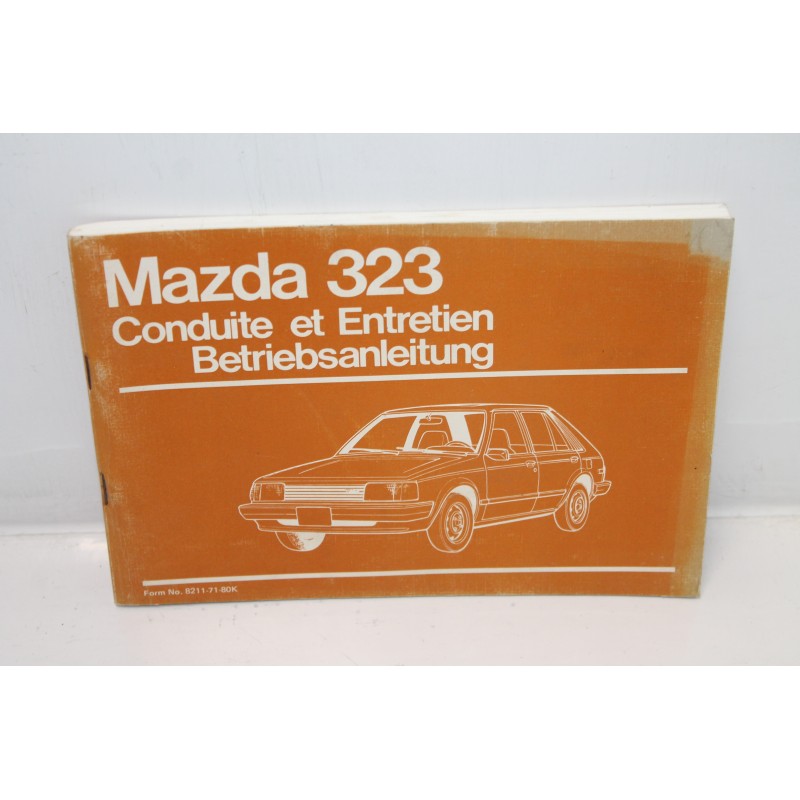 Mazda 323
Conduite et Entretien
Betriebsanleitung
Form No. 8211-71-80K